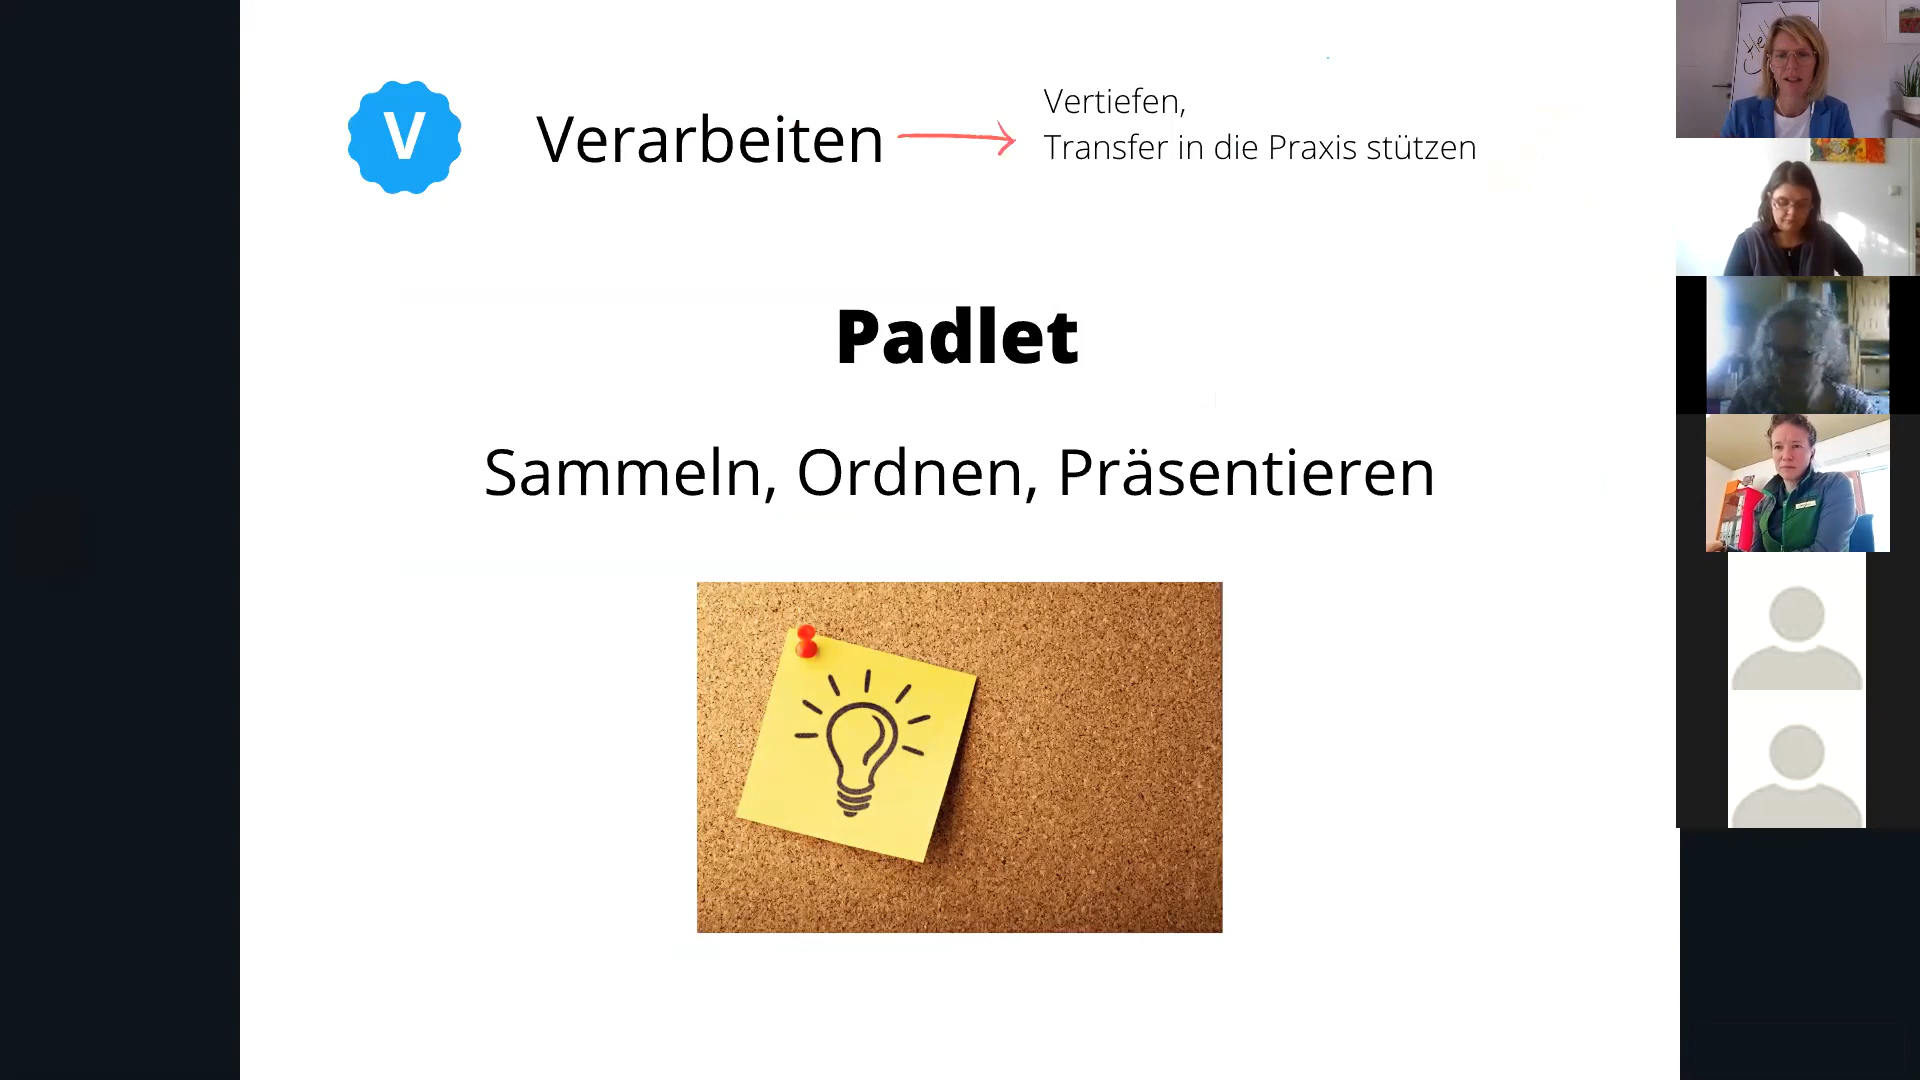 V
Verarbeiten
Vertiefen,
Transfer in die Praxis stützen
Padlet
Sammeln, Ordnen, Präsentieren